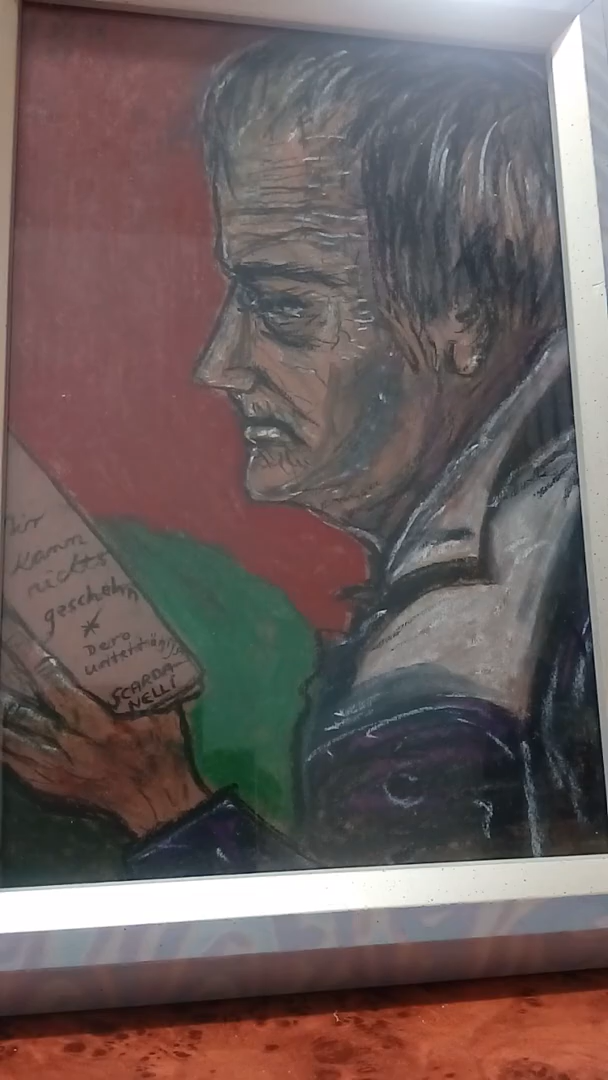 Mir
kann
nichts
geschehn
*
Dero
SCARDA-
NELLI